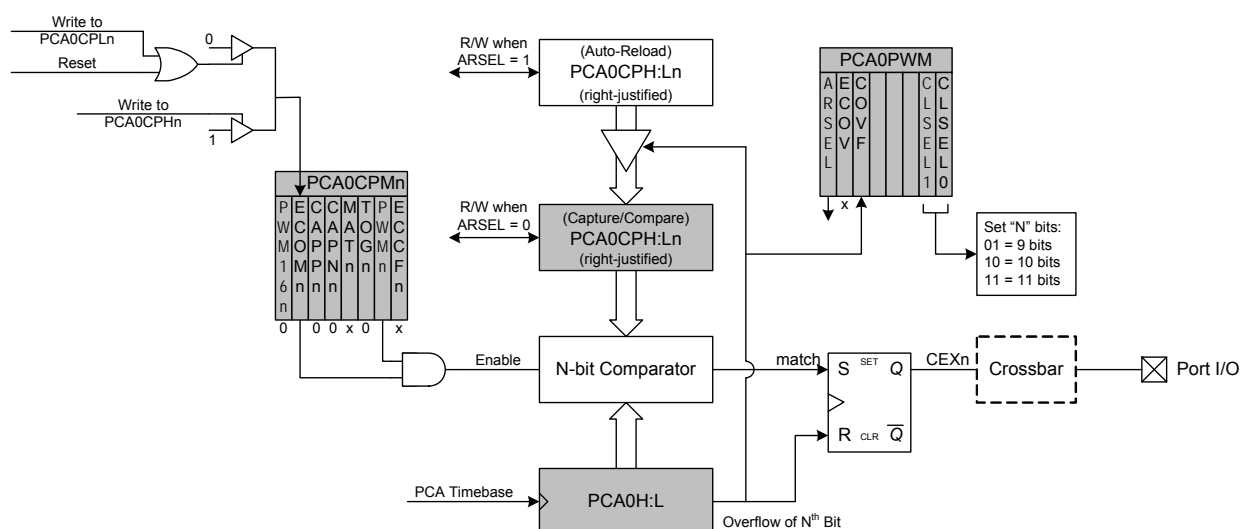 Write to
PCA0CPLn
Reset
0
Write to
PCA0CPHn
1
R/W when
ARSEL = 1
(Auto-Reload)
PCA0CPH:Ln
(right-justified)
PCA0PWM
ARSEL
ECOV
COVF
CLSEL1
CLSEL0
x
Set “N” bits:
01 = 9 bits
10 = 10 bits
11 = 11 bits
PCA0CPMn
PWM16n
ECOMn
CAPPn
CAPNn
MATn
TOGn
PWMn
ECCFn
0 0 0 x 0 x
R/W when
ARSEL = 0
(Capture/Compare)
PCA0CPH:Ln
(right-justified)
Enable
N-bit Comparator
match
S SET Q
R CLR Q
CEXn
Crossbar
Port I/O
PCA Timebase
PCA0H:L
Overflow of Nth Bit